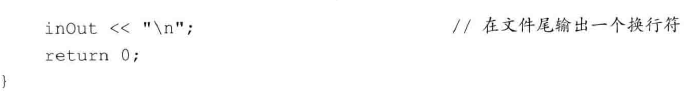 inOut << "\n"; // 在文件尾输出一个换行符
return 0;
}